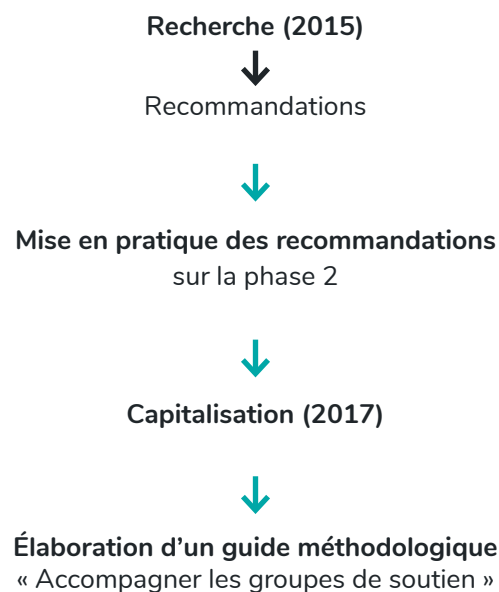 Recherche (2015)
Recommandations
Mise en pratique des recommandations
sur la phase 2
Capitalisation (2017)
Élaboration d’un guide méthodologique
« Accompagner les groupes de soutien »